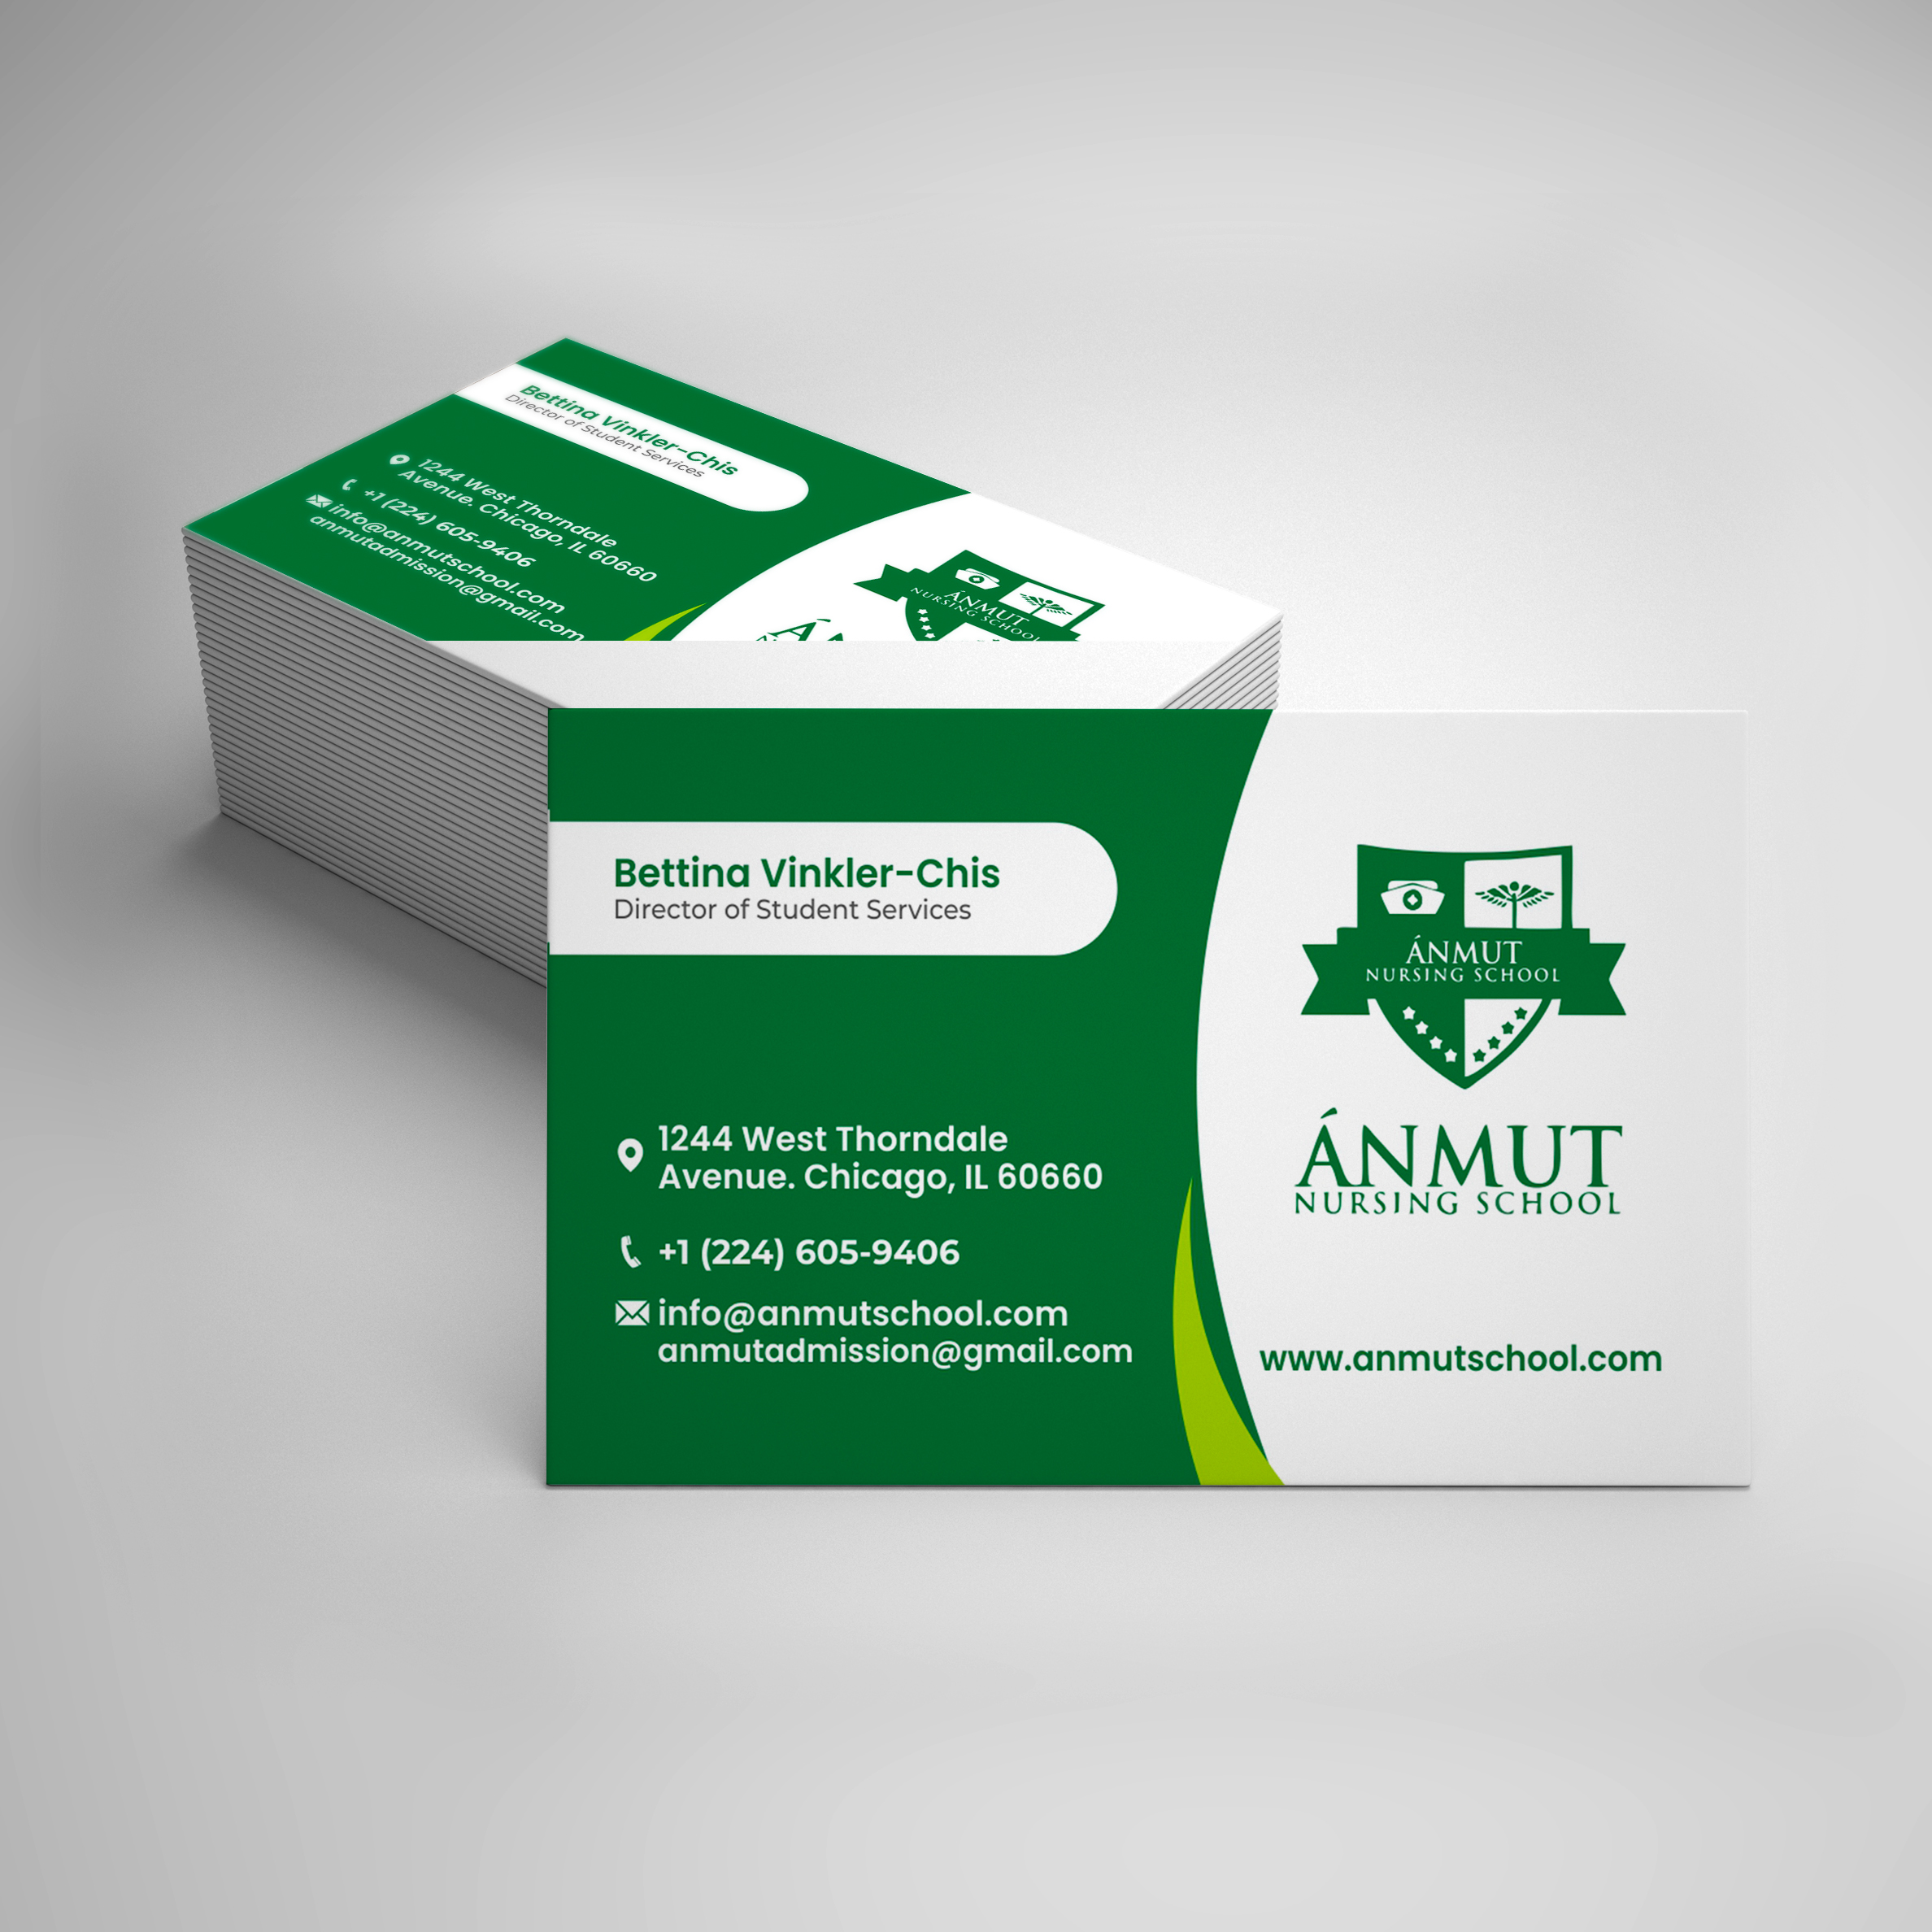 Bettina Vinkler-Chis
Director of Student Services
1244 West Thorndale
Avenue. Chicago, IL 60660
+1 (224) 605-9406
info@anmutschool.com
anmutadmission@gmail.com
ÁNMUT
NURSING SCHOOL
Bettina Vinkler-Chis
Director of Student Services
1244 West Thorndale
Avenue. Chicago, IL 60660
+1 (224) 605-9406
info@anmutschool.com
anmutadmission@gmail.com
ÁNMUT
NURSING SCHOOL
ÁNMUT
NURSING SCHOOL
www.anmutschool.com